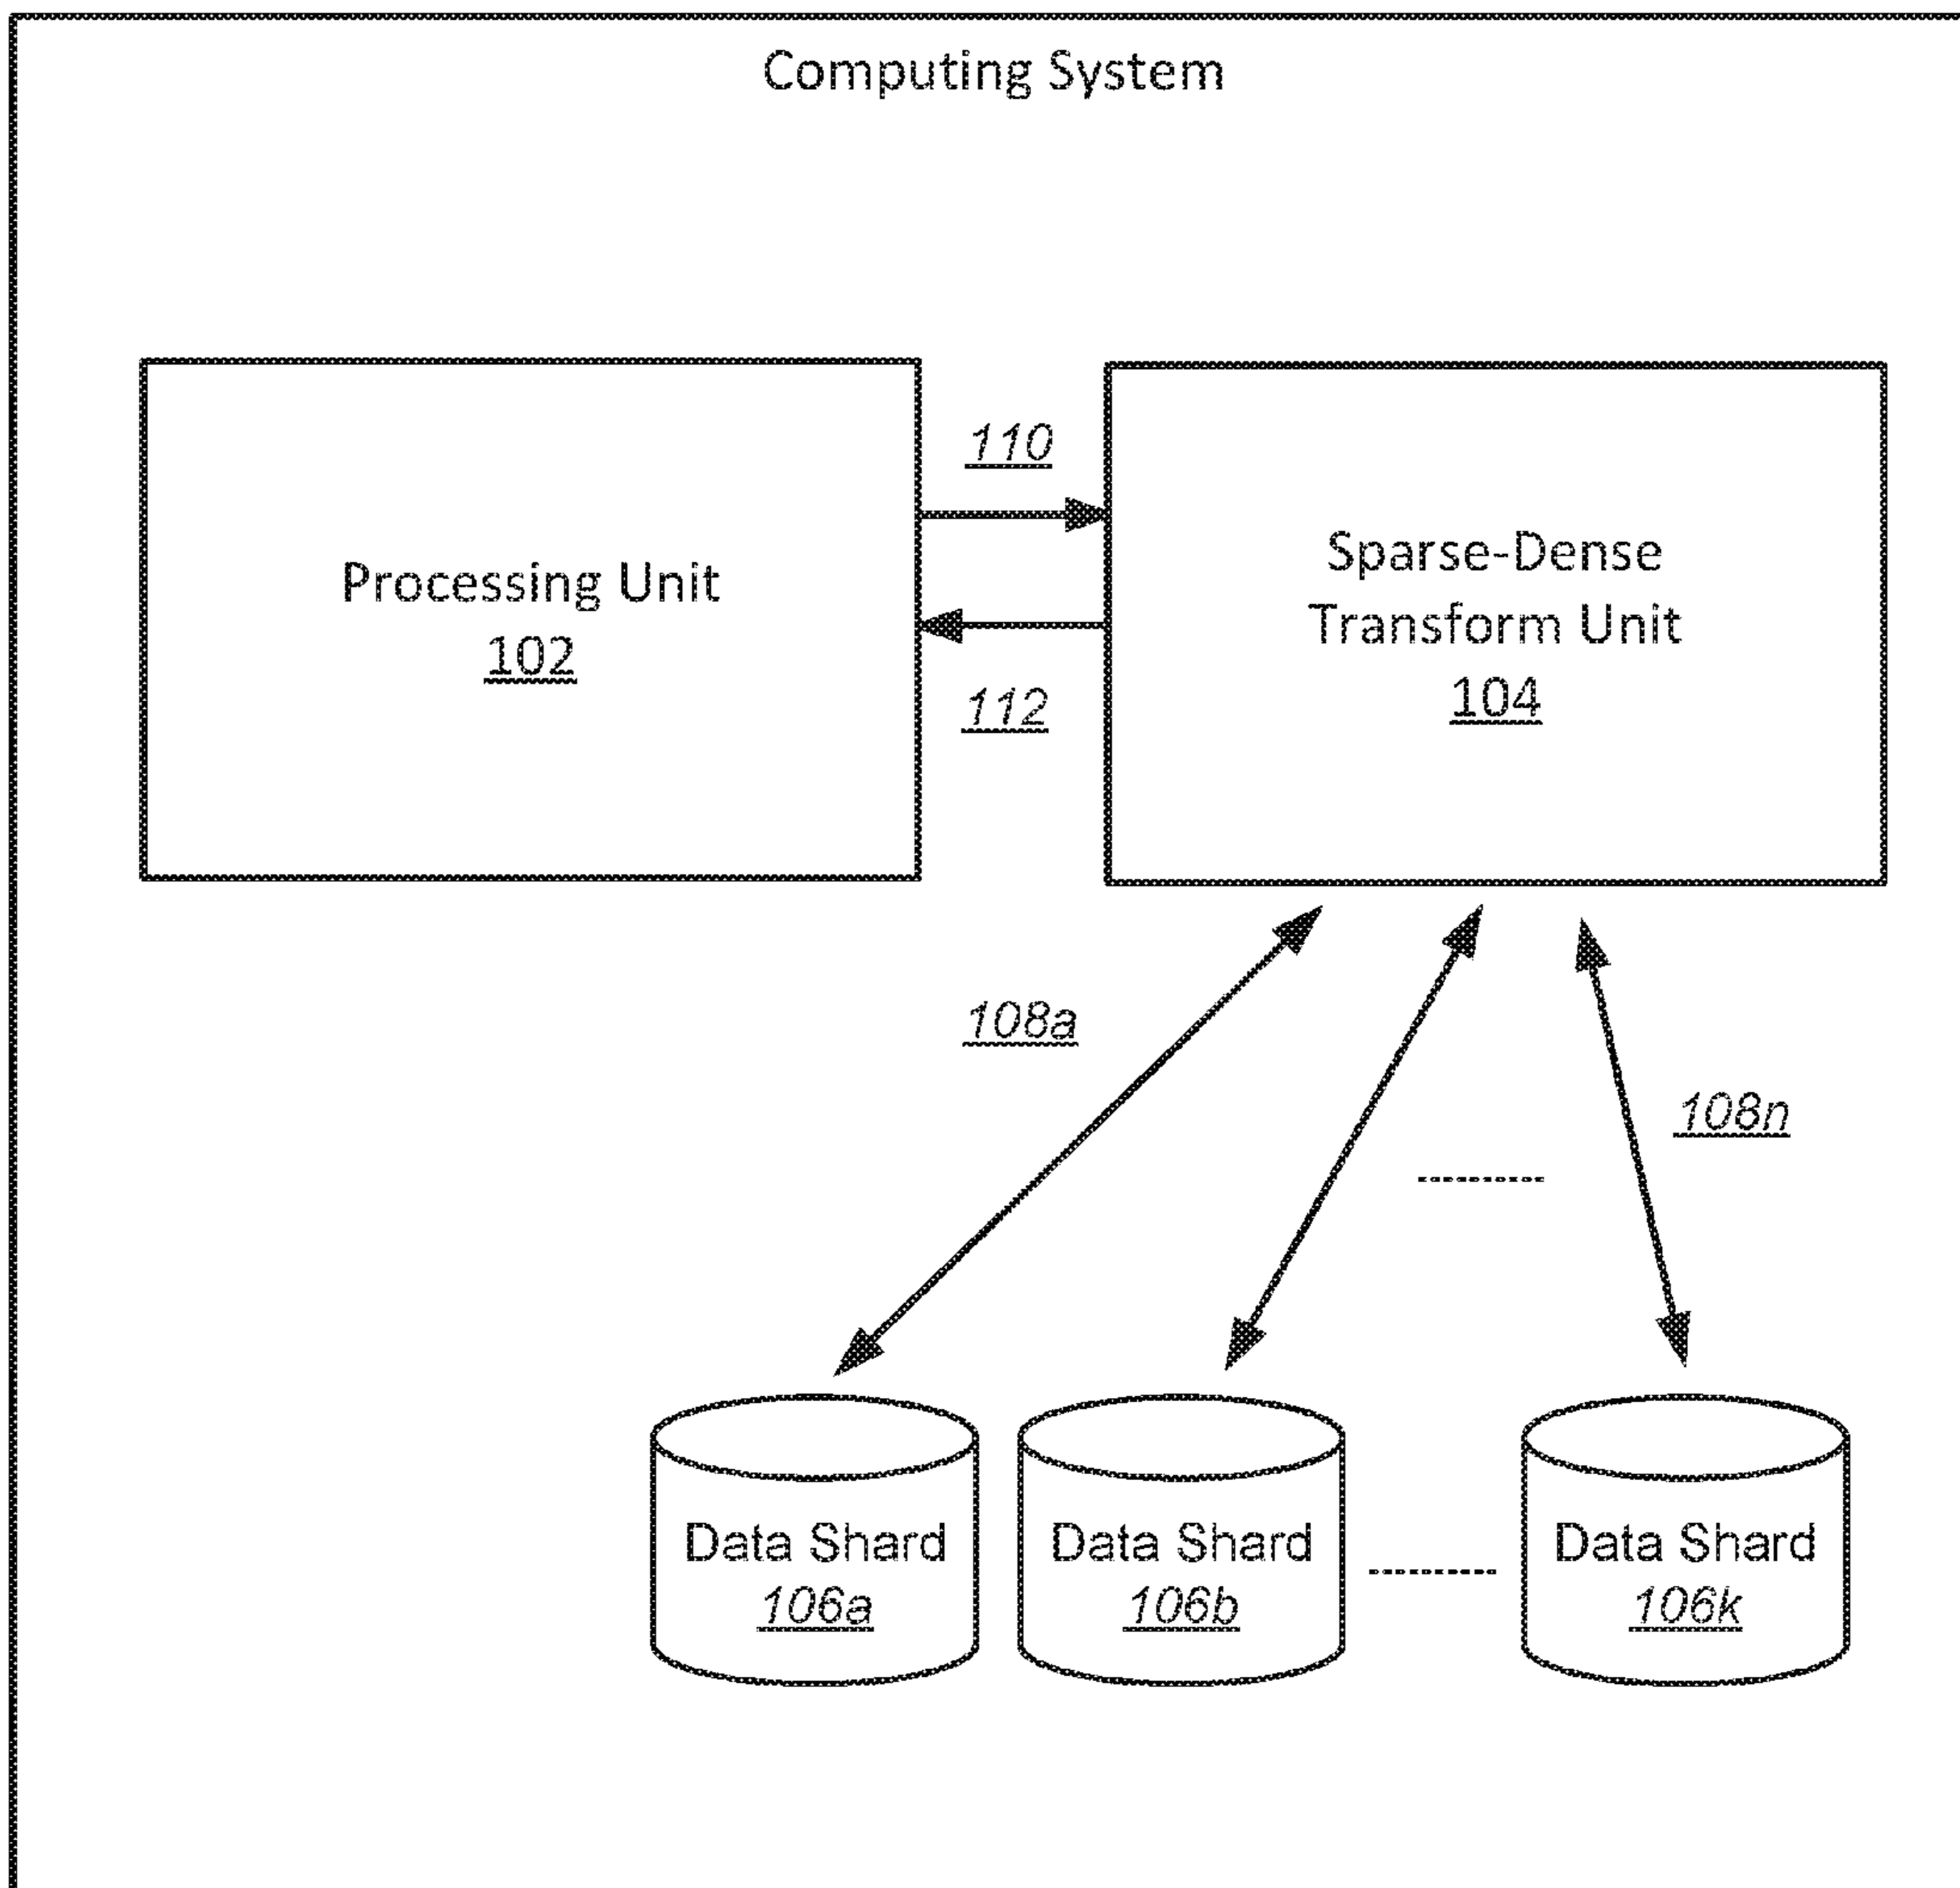 Computing System
110
Processing Unit
102
Sparse-Dense
Transform Unit
104
112
108a
108n
Data Shard
106a
Data Shard
106b
Data Shard
106k